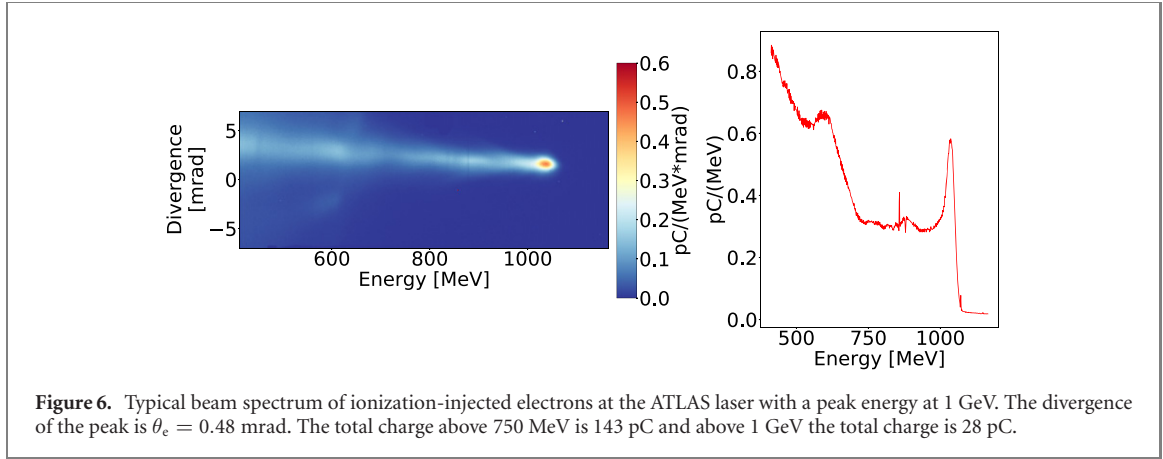 5
0
−5
Divergence
[mrad]
600
800
1000
Energy [MeV]
0.6
0.5
0.4
0.3
0.2
0.1
0.0
pC/(MeV*mrad)
0.8
0.6
0.4
0.2
0.0
pC/(MeV)
500
750
1000
Energy [MeV]
Figure 6. Typical beam spectrum of ionization-injected electrons at the ATLAS laser with a peak energy at 1 GeV. The divergence
of the peak is θe = 0.48 mrad. The total charge above 750 MeV is 143 pC and above 1 GeV the total charge is 28 pC.